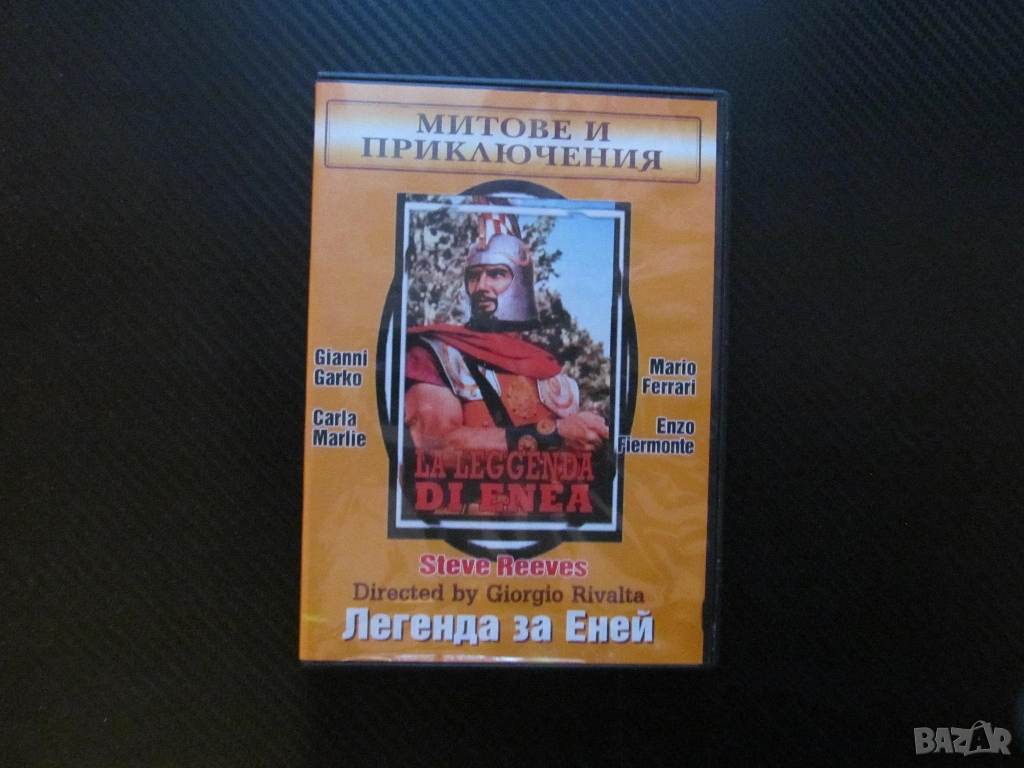 МИТОВЕ И
ПРИКЛЮЧЕНИЯ
Gianni
Garko
Carla
Marlie
Mario
Ferrari
Enzo
Fiermonte
LA LEGGENDA
DI ENEA
Steve Reeves
Directed by Giorgio Rivalta
Легенда за Еней
BAZAR